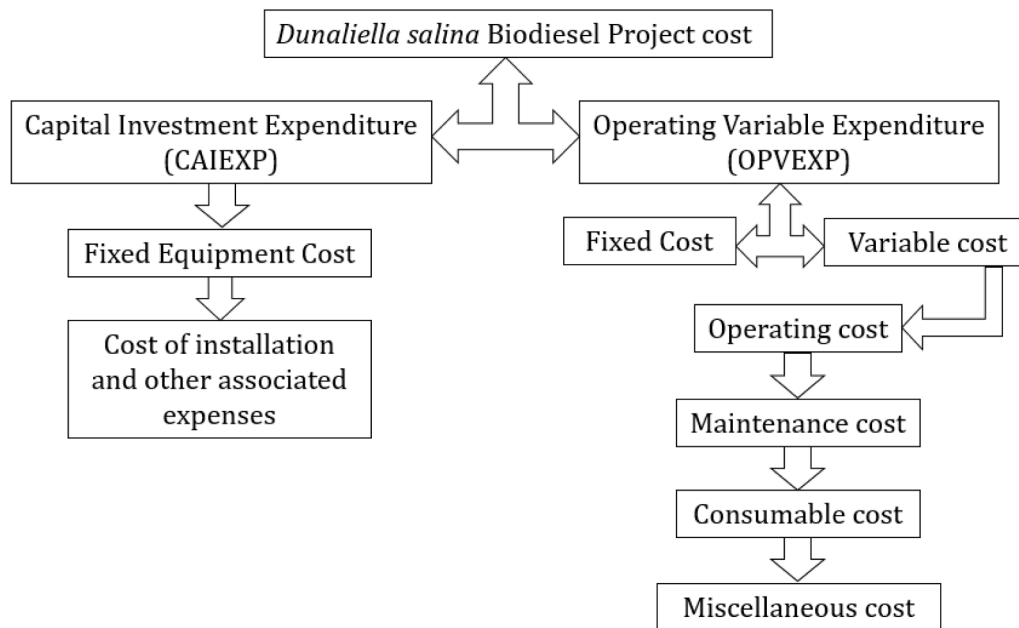 Dunaliella salina Biodiesel Project cost
Capital Investment Expenditure
(CAIEXP)
Operating Variable Expenditure
(OPVEXP)
Fixed Equipment Cost
Fixed Cost
Variable cost
Cost of installation
and other associated
expenses
Operating cost
Maintenance cost
Consumable cost
Miscellaneous cost